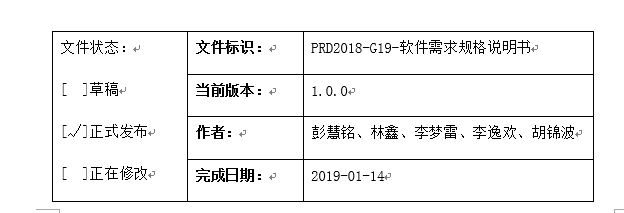 文件状态：
[  ]草稿
[√]正式发布
[  ]正在修改
文件标识：
PRD2018-G19-软件需求规格说明书
当前版本：
1.0.0
作者：
彭慧铭、林鑫、李梦雷、李逸欢、胡锦波
完成日期：
2019-01-14